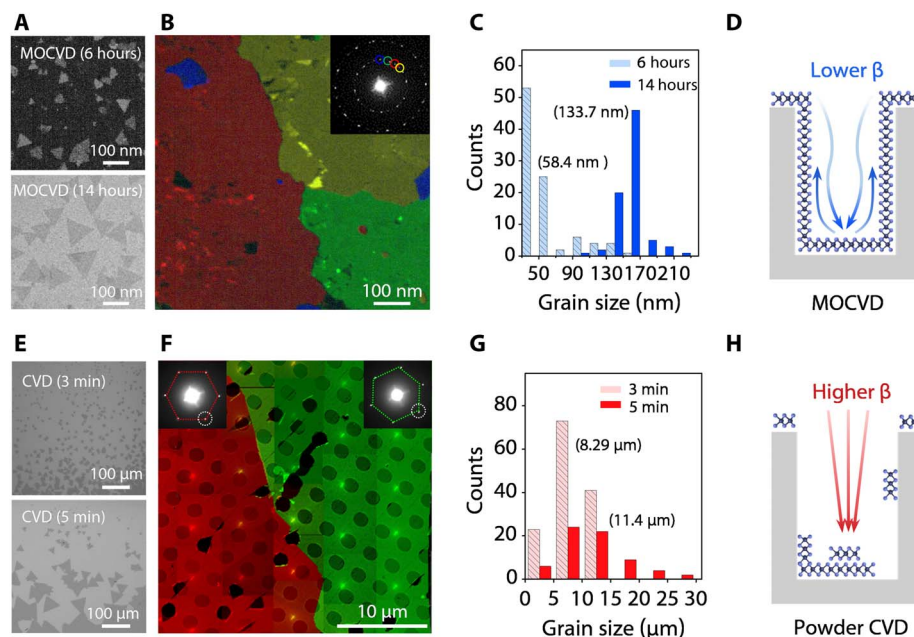 A
MOCVD (6 hours)
100 nm
MOCVD (14 hours)
100 nm
B
100 nm
C
Counts
60
50
40
30
20
10
0
6 hours
14 hours
(133.7 nm)
(58.4 nm )
50 90 130 170 210
Grain size (nm)
D
Lower β
MOCVD
E
CVD (3 min)
100 μm
CVD (5 min)
100 μm
F
10 μm
G
Counts
80
60
40
20
0
3 min
5 min
(8.29 μm)
(11.4 μm)
0 5 10 15 20 25 30
Grain size (μm)
H
Higher β
Powder CVD